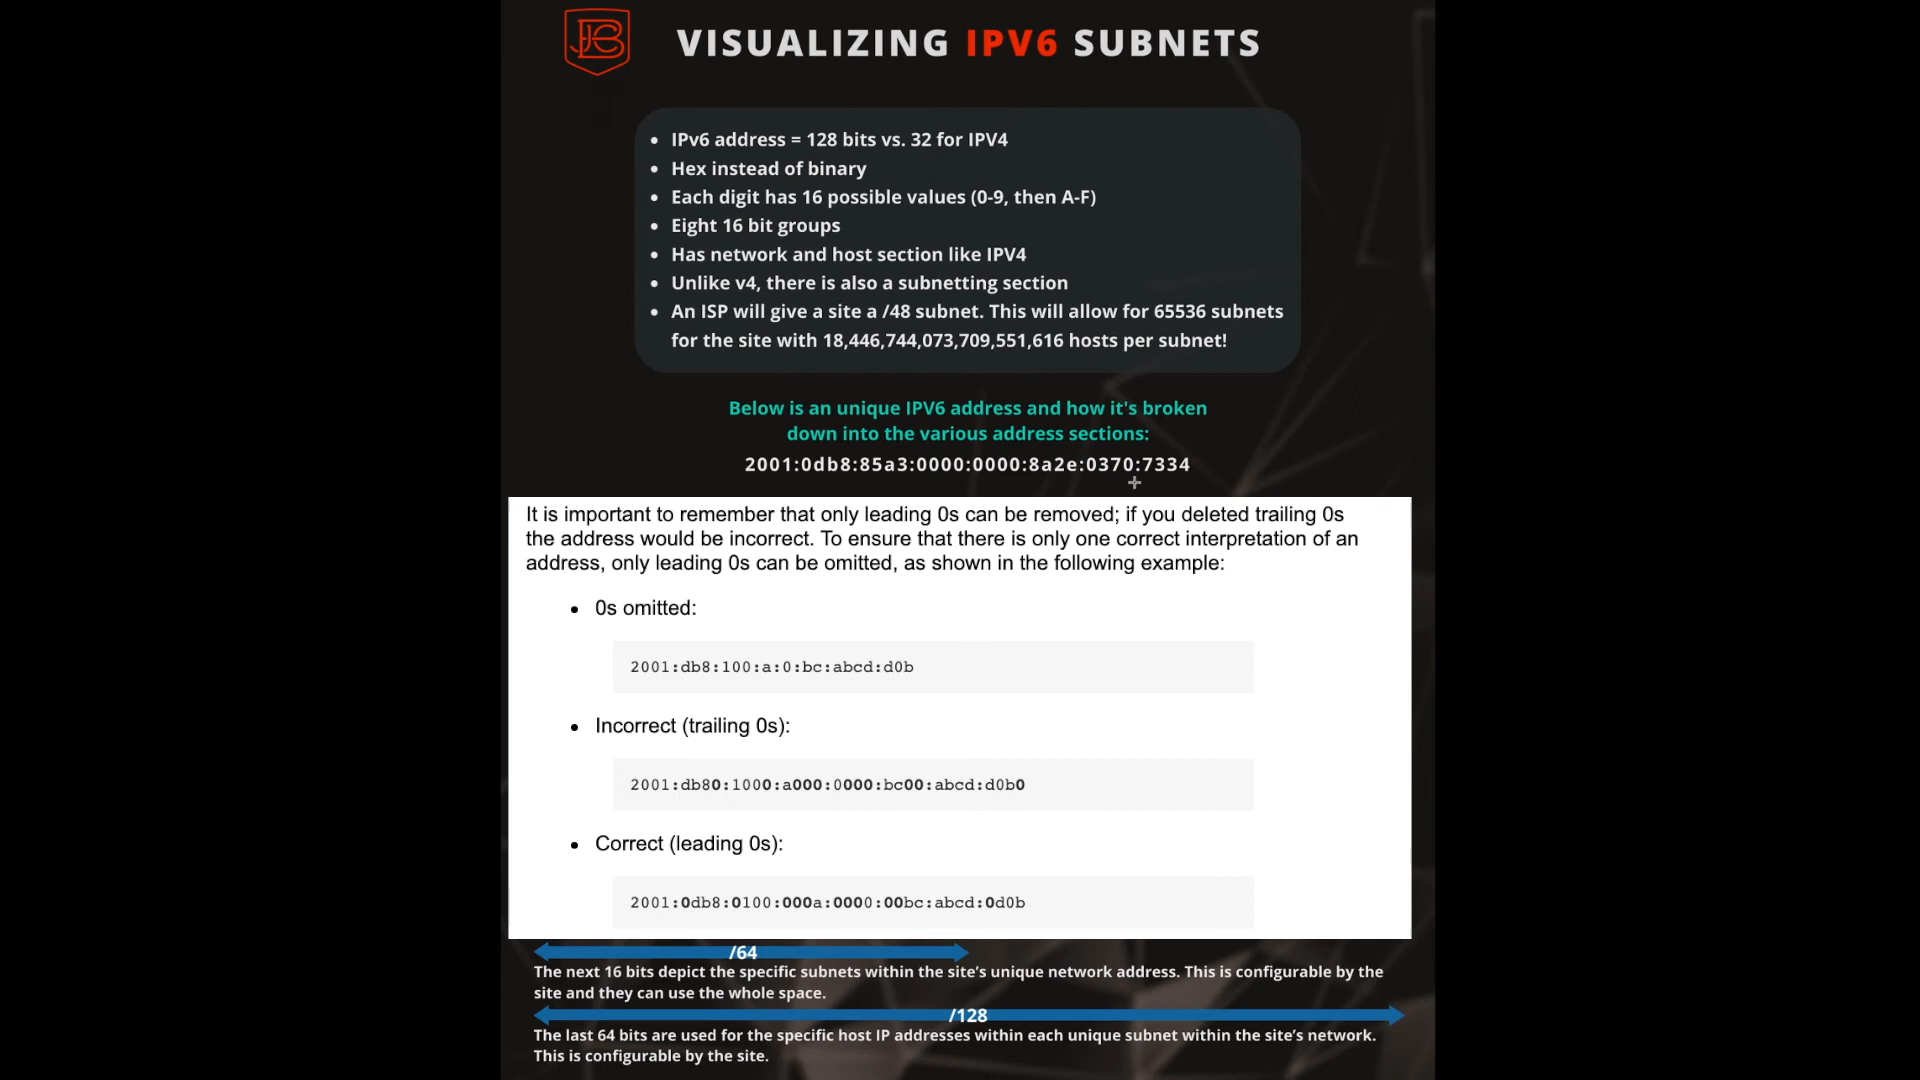 JCB
VISUALIZING IPV6 SUBNETS
• IPv6 address = 128 bits vs. 32 for IPV4
• Hex instead of binary
• Each digit has 16 possible values (0-9, then A-F)
• Eight 16 bit groups
• Has network and host section like IPV4
• Unlike v4, there is also a subnetting section
• An ISP will give a site a /48 subnet. This will allow for 65536 subnets
for the site with 18,446,744,073,709,551,616 hosts per subnet!
Below is an unique IPV6 address and how it's broken
down into the various address sections:
2001:0db8:85a3:0000:0000:8a2e:0370:7334
It is important to remember that only leading 0s can be removed; if you deleted trailing 0s
the address would be incorrect. To ensure that there is only one correct interpretation of an
address, only leading 0s can be omitted, as shown in the following example:
• 0s omitted:
2001:db8:100:a:0:bc:abcd:d0b
• Incorrect (trailing 0s):
2001:db80:1000:a000:0000:bc00:abcd:d0b0
• Correct (leading 0s):
2001:0db8:0100:000a:0000:00bc:abcd:0d0b
/64
The next 16 bits depict the specific subnets within the site’s unique network address. This is configurable by the
site and they can use the whole space.
/128
The last 64 bits are used for the specific host IP addresses within each unique subnet within the site’s network.
This is configurable by the site.